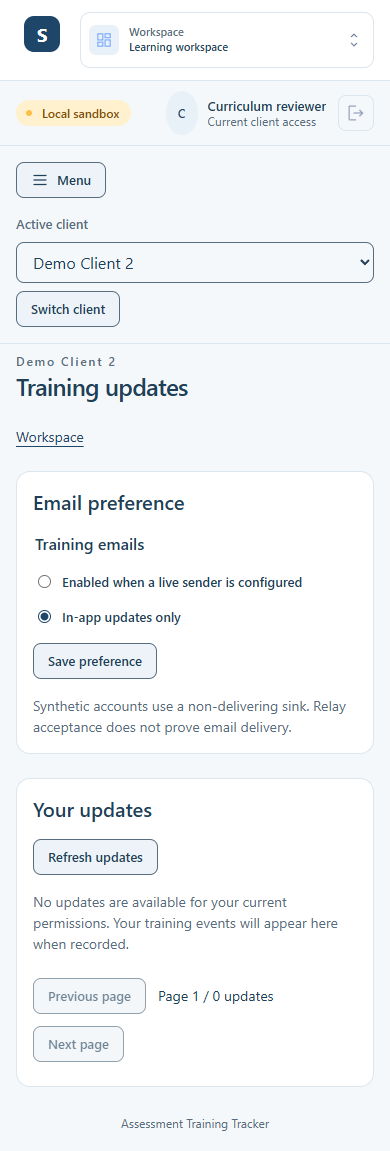 S
Workspace
Learning workspace
Local sandbox
C
Curriculum reviewer
Current client access
Menu
Active client
Demo Client 2
Switch client
Demo Client 2
Training updates
Workspace
Email preference
Training emails
Enabled when a live sender is configured
In-app updates only
Save preference
Synthetic accounts use a non-delivering sink. Relay
acceptance does not prove email delivery.
Your updates
Refresh updates
No updates are available for your current
permissions. Your training events will appear here
when recorded.
Previous page
Page 1 / 0 updates
Next page
Assessment Training Tracker